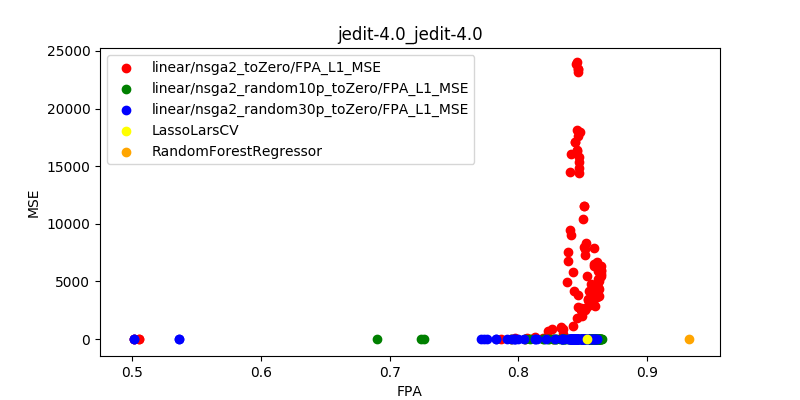 jedit-4.0_jedit-4.0
25000
20000
15000
10000
5000
0
MSE
linear/nsga2_toZero/FPA_L1_MSE
linear/nsga2_random10p_toZero/FPA_L1_MSE
linear/nsga2_random30p_toZero/FPA_L1_MSE
LassoLarsCV
RandomForestRegressor
0.5 0.6 0.7 0.8 0.9
FPA